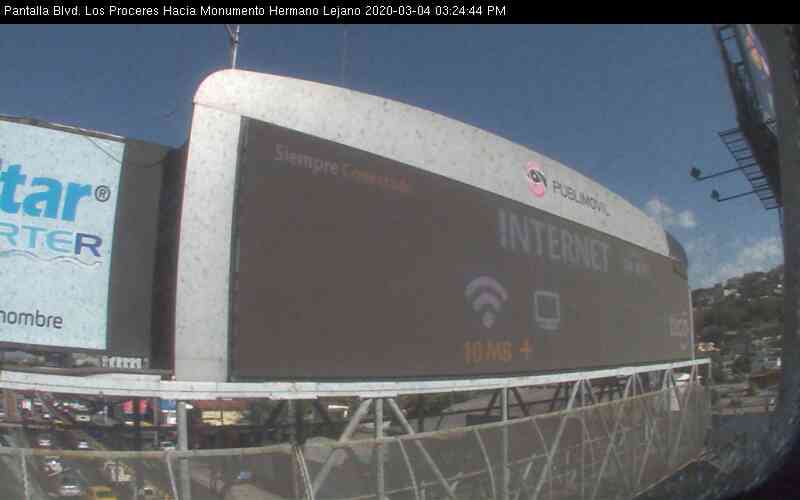 Pantalla Blvd. Los Proceres Hacia Monumento Hermano Lejano 2020-03-04 03:24:44 PM
Siempre Conectado
PUBLIMOVIL
INTERNET
10 MB +
tar®
RTER
nombre